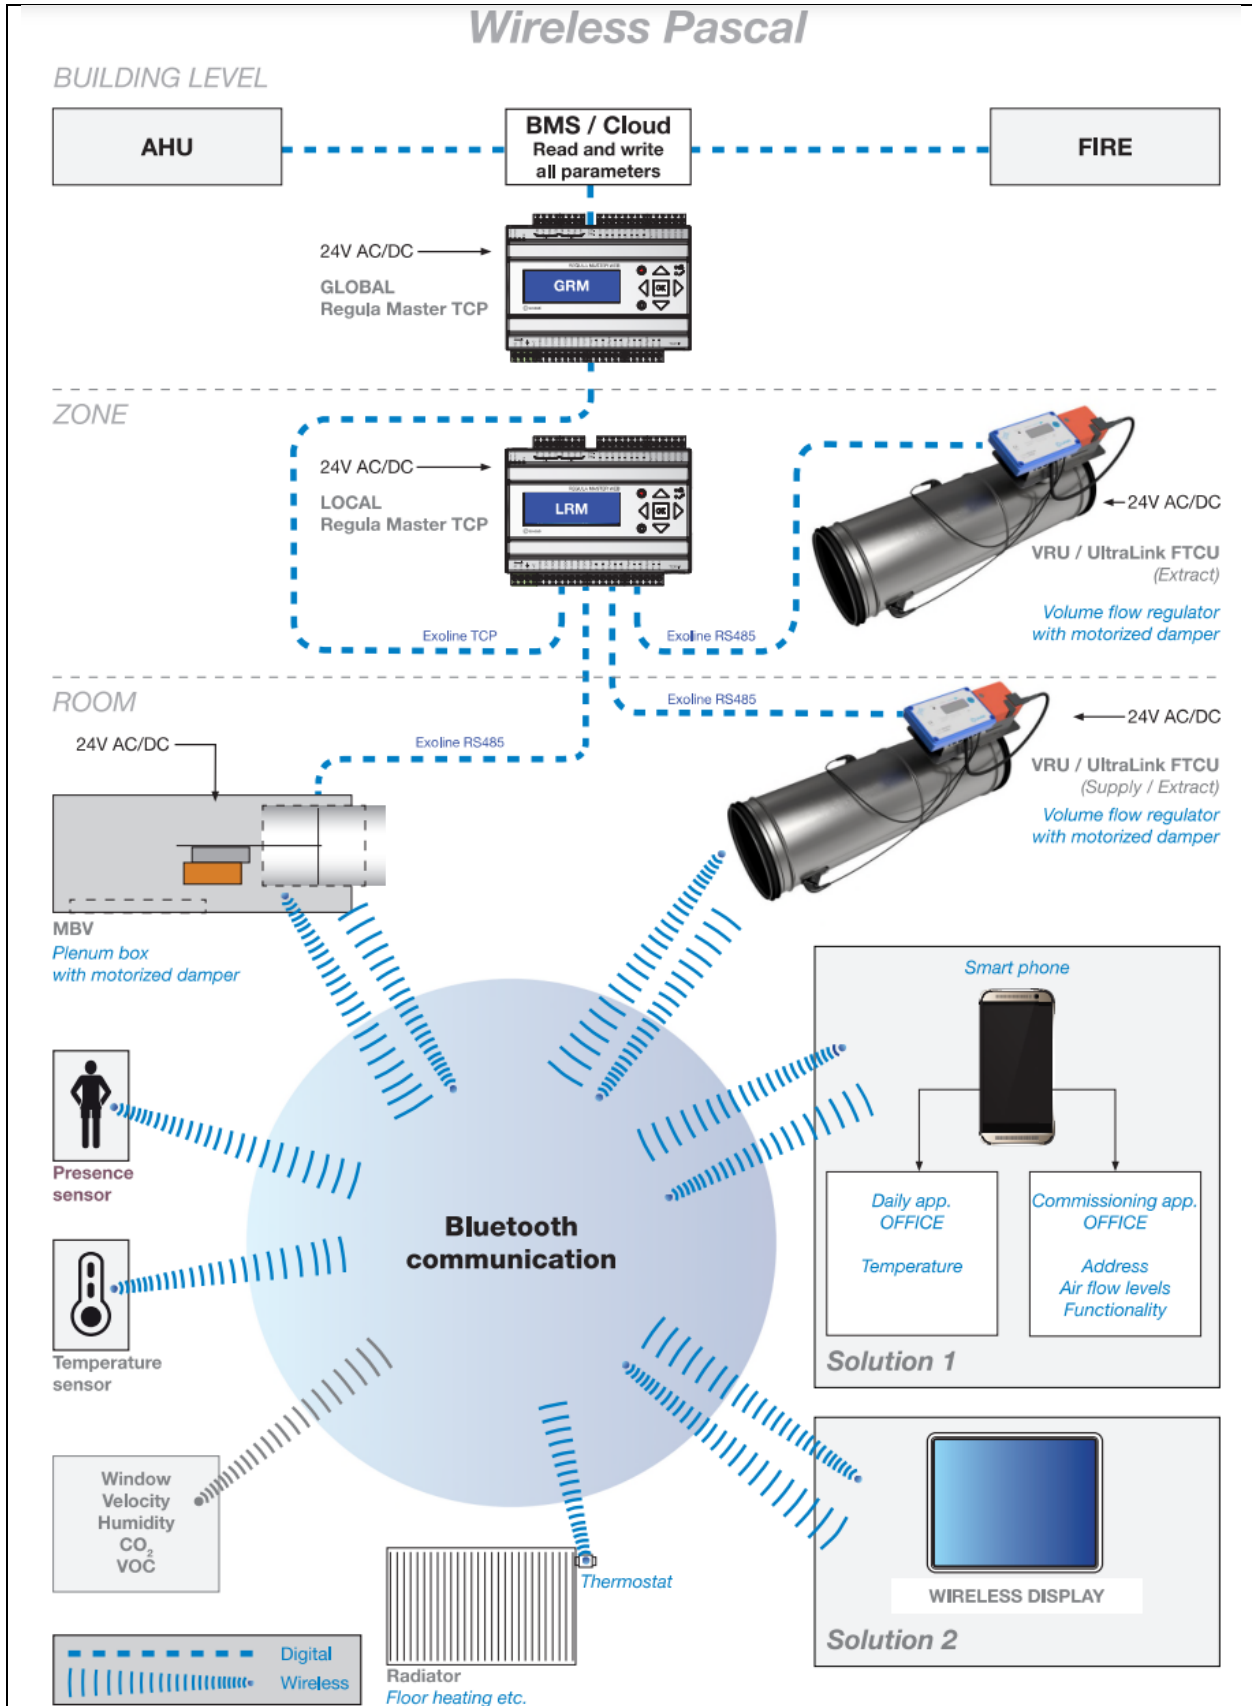 Wireless Pascal
BUILDING LEVEL
AHU
BMS / Cloud
Read and write
all parameters
FIRE
24V AC/DC
GLOBAL
Regula Master TCP
GRM
OK
ZONE
24V AC/DC
LOCAL
Regula Master TCP
LRM
OK
24V AC/DC
VRU / UltraLink FTCU
(Extract)
Volume flow regulator
with motorized damper
Exoline TCP
Exoline RS485
ROOM
Exoline RS485
24V AC/DC
24V AC/DC
Exoline RS485
VRU / UltraLink FTCU
(Supply / Extract)
Volume flow regulator
with motorized damper
MBV
Plenum box
with motorized damper
Smart phone
Presence
sensor
Daily app.
OFFICE
Temperature
Commissioning app.
OFFICE
Address
Air flow levels
Functionality
Bluetooth
communication
Temperature
sensor
Solution 1
Window
Velocity
Humidity
CO2
VOC
Thermostat
WIRELESS DISPLAY
Solution 2
Digital
Wireless
Radiator
Floor heating etc.